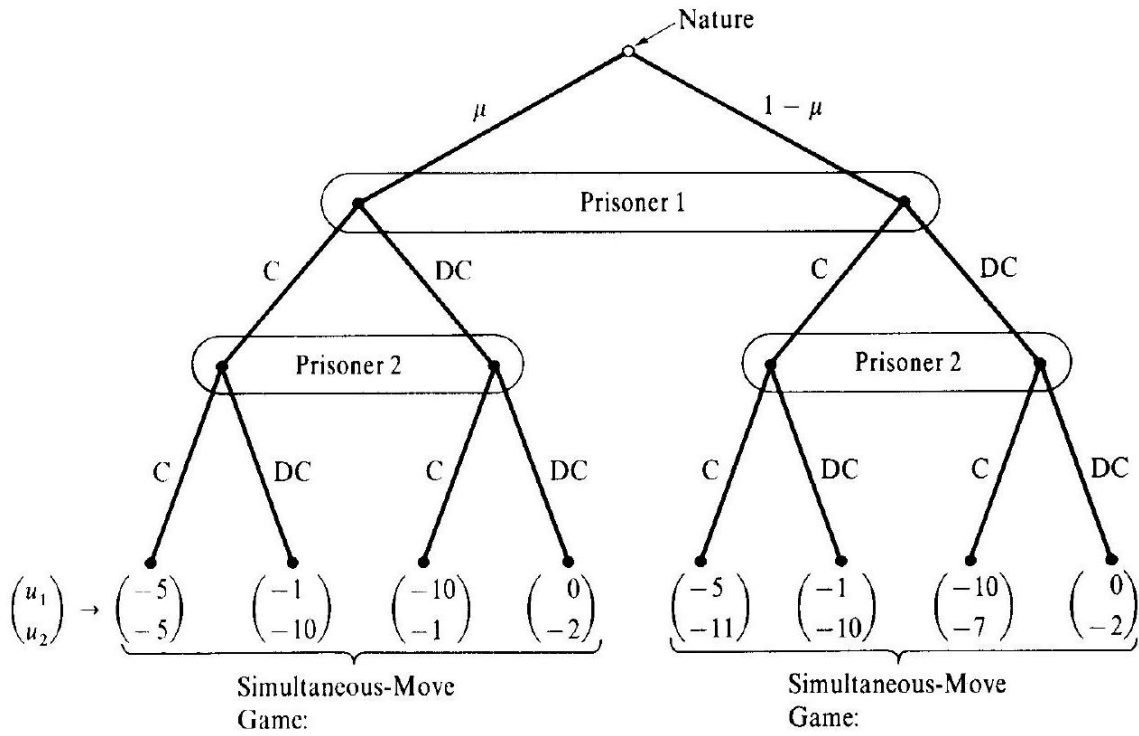 Nature
μ 1 − μ
Prisoner 1
C DC C DC
Prisoner 2 Prisoner 2
C DC C DC C DC C DC
(u₁ u₂) → (−5 −5) (−1 −10) (−10 −1) (0 −2) (−5 −11) (−1 −10) (−10 −7) (0 −2)
Simultaneous-Move
Game:
Simultaneous-Move
Game: